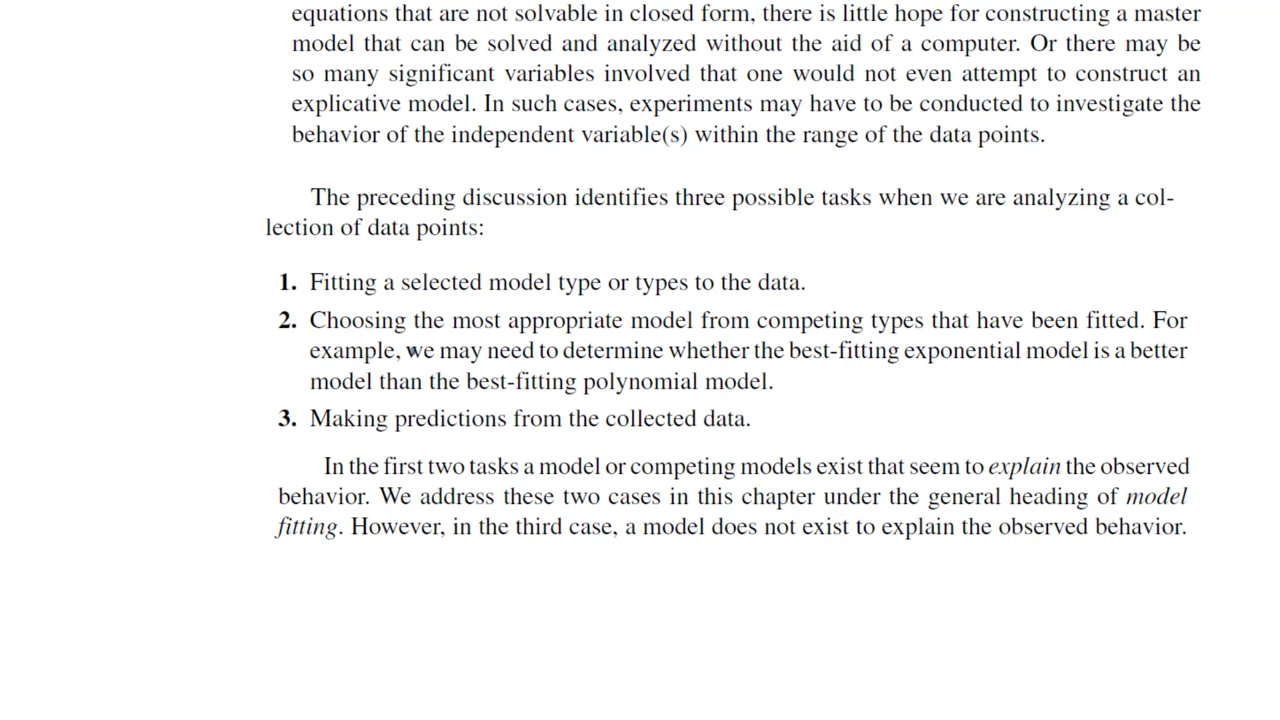 equations that are not solvable in closed form, there is little hope for constructing a master
model that can be solved and analyzed without the aid of a computer. Or there may be
so many significant variables involved that one would not even attempt to construct an
explicative model. In such cases, experiments may have to be conducted to investigate the
behavior of the independent variable(s) within the range of the data points.
The preceding discussion identifies three possible tasks when we are analyzing a col-
lection of data points:
1. Fitting a selected model type or types to the data.
2. Choosing the most appropriate model from competing types that have been fitted. For
example, we may need to determine whether the best-fitting exponential model is a better
model than the best-fitting polynomial model.
3. Making predictions from the collected data.
In the first two tasks a model or competing models exist that seem to explain the observed
behavior. We address these two cases in this chapter under the general heading of model
fitting. However, in the third case, a model does not exist to explain the observed behavior.